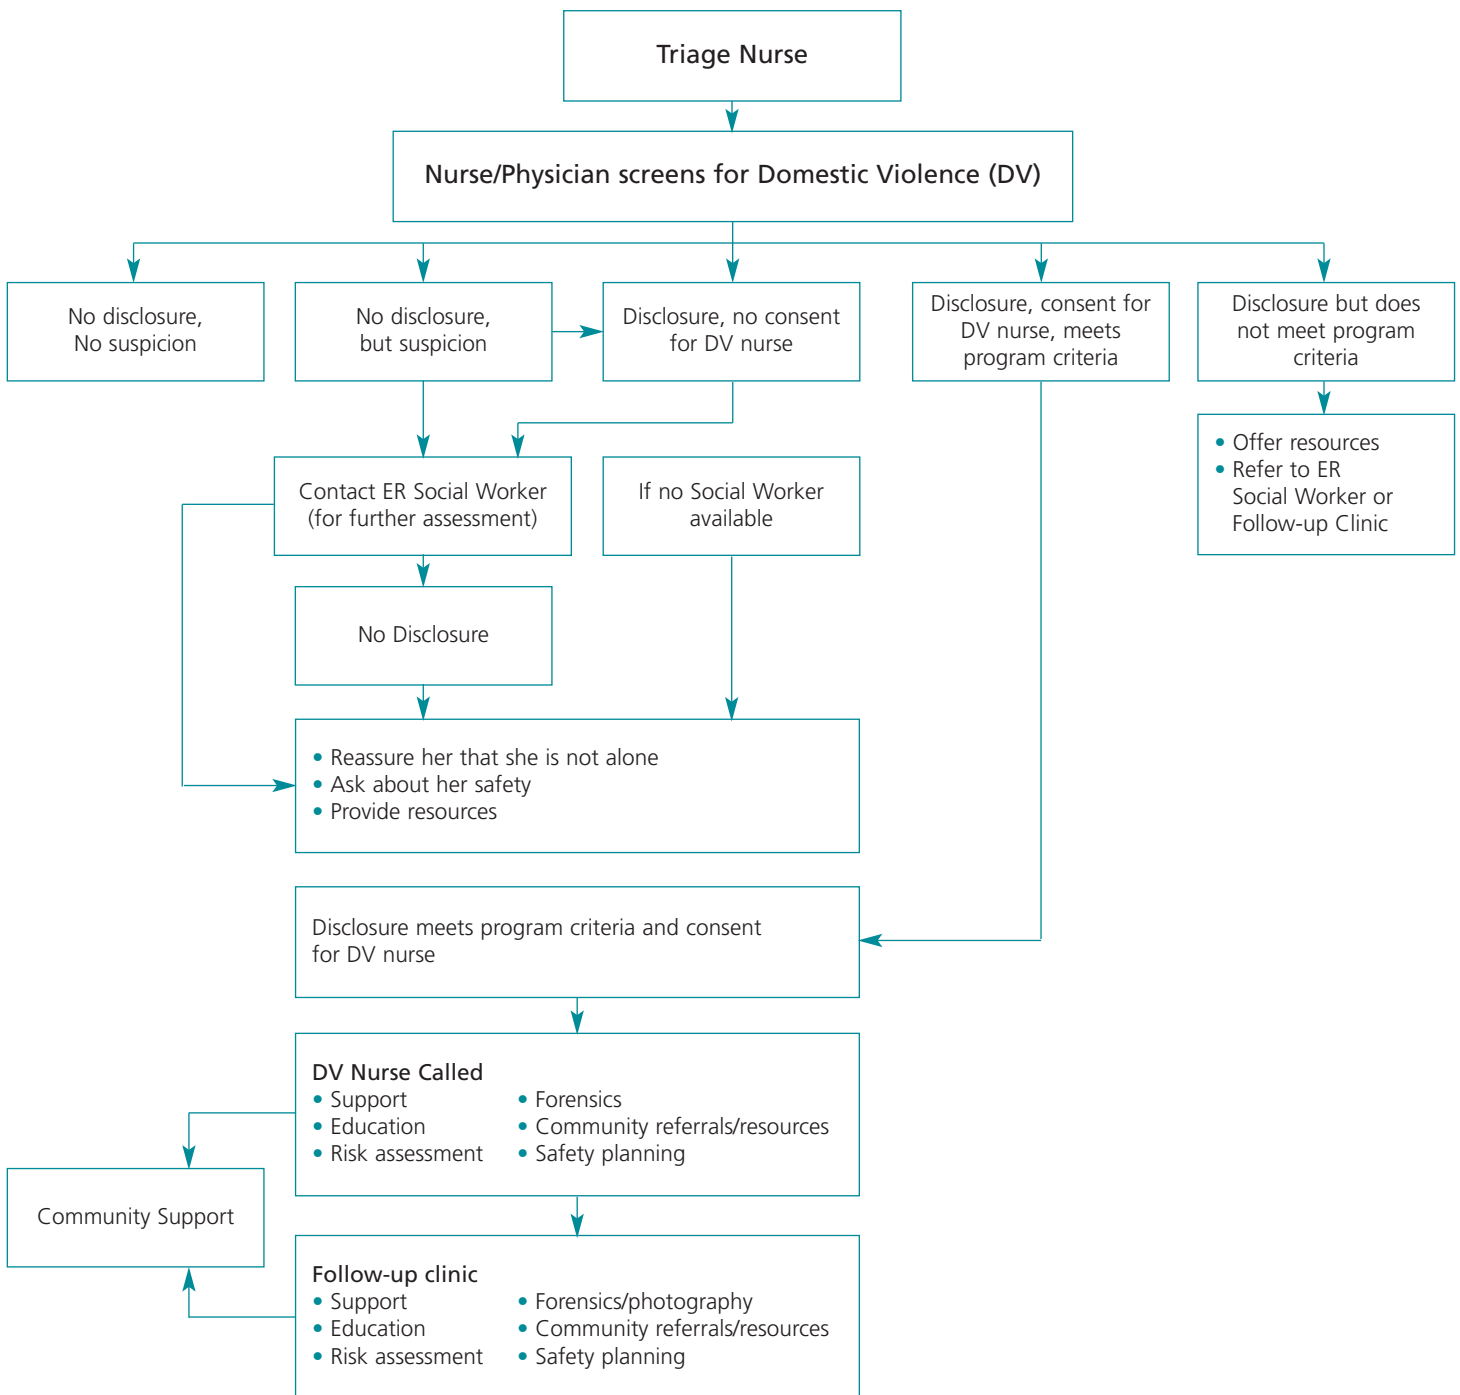 Triage Nurse
Nurse/Physician screens for Domestic Violence (DV)
No disclosure,
No suspicion
No disclosure,
but suspicion
Disclosure, no consent
for DV nurse
Disclosure, consent for
DV nurse, meets
program criteria
Disclosure but does
not meet program
criteria
• Offer resources
• Refer to ER
Social Worker or
Follow-up Clinic
Contact ER Social Worker
(for further assessment)
If no Social Worker
available
No Disclosure
• Reassure her that she is not alone
• Ask about her safety
• Provide resources
Disclosure meets program criteria and consent
for DV nurse
DV Nurse Called
• Support
• Education
• Risk assessment
• Forensics
• Community referrals/resources
• Safety planning
Community Support
Follow-up clinic
• Support
• Education
• Risk assessment
• Forensics/photography
• Community referrals/resources
• Safety planning